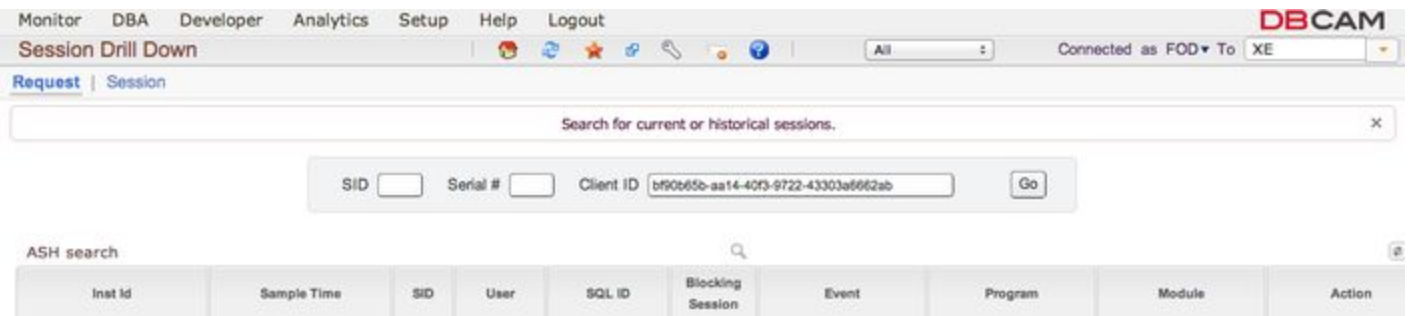 Monitor DBA Developer Analytics Setup Help Logout DBCAM
Session Drill Down All Connected as FOD To XE
Request | Session
Search for current or historical sessions. ×
SID Serial # Client ID bf90b65b-aa14-40f3-9722-43303a6662ab Go
ASH search
Inst Id Sample Time SID User SQL ID Blocking Session Event Program Module Action